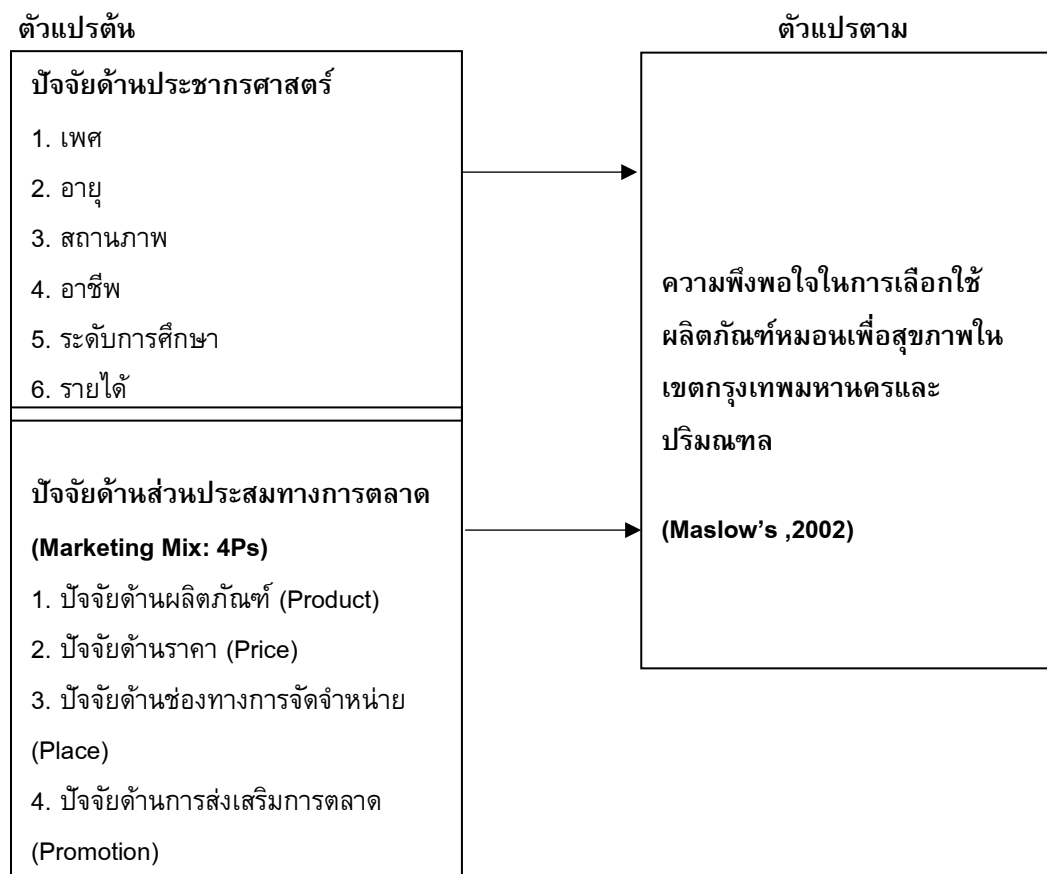 ตัวแปรต้น
ตัวแปรตาม
ปัจจัยด้านประชากรศาสตร์
1. เพศ
2. อายุ
3. สถานภาพ
4. อาชีพ
5. ระดับการศึกษา
6. รายได้
ปัจจัยด้านส่วนประสมทางการตลาด
(Marketing Mix: 4Ps)
1. ปัจจัยด้านผลิตภัณฑ์ (Product)
2. ปัจจัยด้านราคา (Price)
3. ปัจจัยด้านช่องทางการจัดจำหน่าย
(Place)
4. ปัจจัยด้านการส่งเสริมการตลาด
(Promotion)
ความพึงพอใจในการเลือกใช้
ผลิตภัณฑ์หมอนเพื่อสุขภาพใน
เขตกรุงเทพมหานครและ
ปริมณฑล
(Maslow's ,2002)